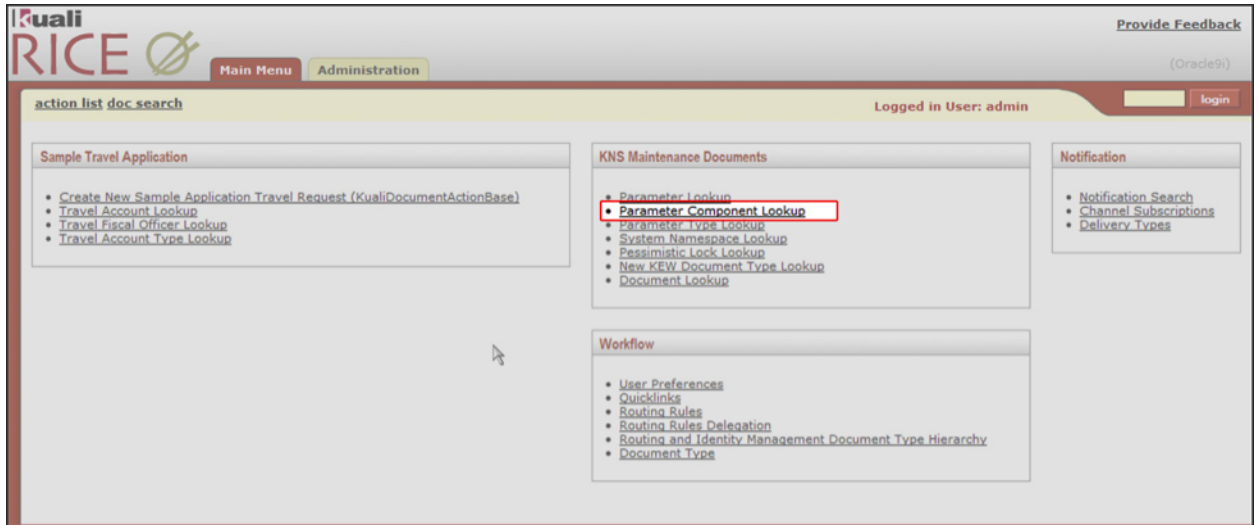 Kuali
RICE
Provide Feedback
Main Menu
Administration
(Oracle9i)
action list doc search
Logged in User: admin
login
Sample Travel Application
Create New Sample Application Travel Request (KualiDocumentActionBase)
Travel Account Lookup
Travel Fiscal Officer Lookup
Travel Account Type Lookup
KNS Maintenance Documents
Parameter Lookup
Parameter Component Lookup
Parameter Type Lookup
System Namespace Lookup
Pessimistic Lock Lookup
New KEW Document Type Lookup
Document Lookup
Notification
Notification Search
Channel Subscriptions
Delivery Types
Workflow
User Preferences
Quicklinks
Routing Rules
Routing Rules Delegation
Routing and Identity Management Document Type Hierarchy
Document Type